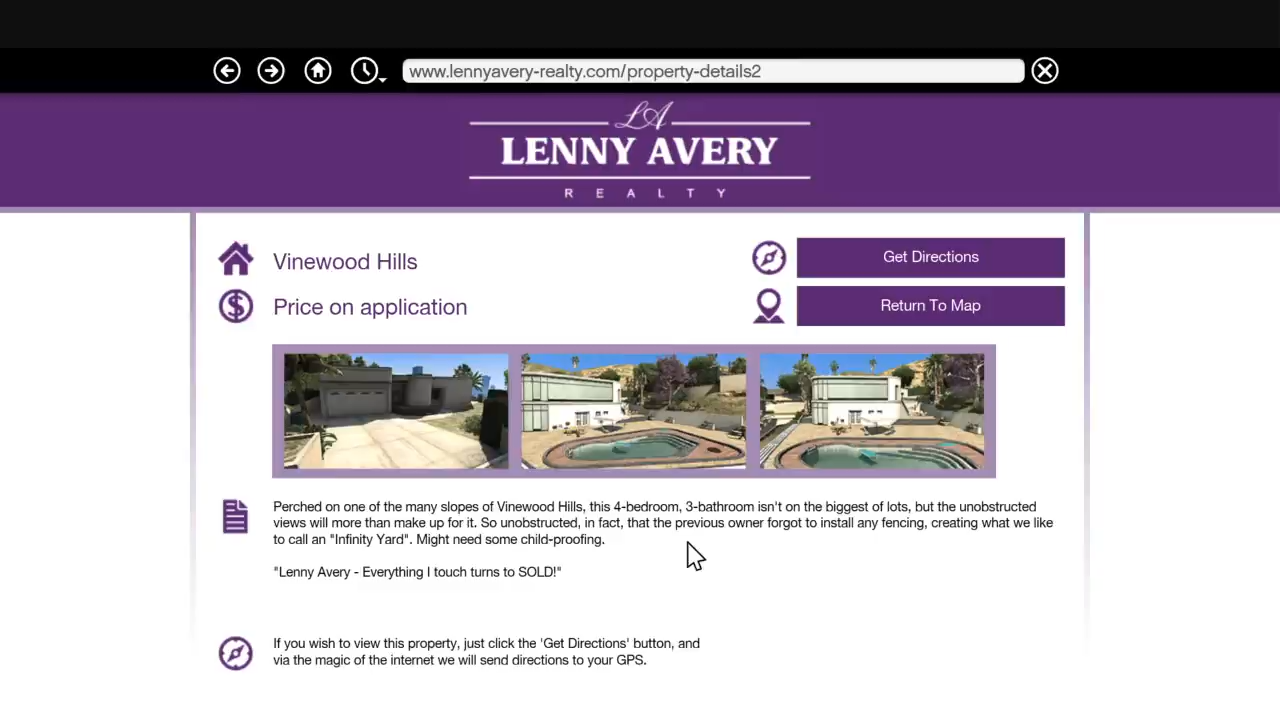 www.lennyavery-realty.com/property-details2
LA
LENNY AVERY
REALTY
Vinewood Hills
Get Directions
Price on application
Return To Map
Perched on one of the many slopes of Vinewood Hills, this 4-bedroom, 3-bathroom isn't on the biggest of lots, but the unobstructed
views will more than make up for it. So unobstructed, in fact, that the previous owner forgot to install any fencing, creating what we like
to call an "Infinity Yard". Might need some child-proofing.
"Lenny Avery - Everything I touch turns to SOLD!"
If you wish to view this property, just click the 'Get Directions' button, and
via the magic of the internet we will send directions to your GPS.